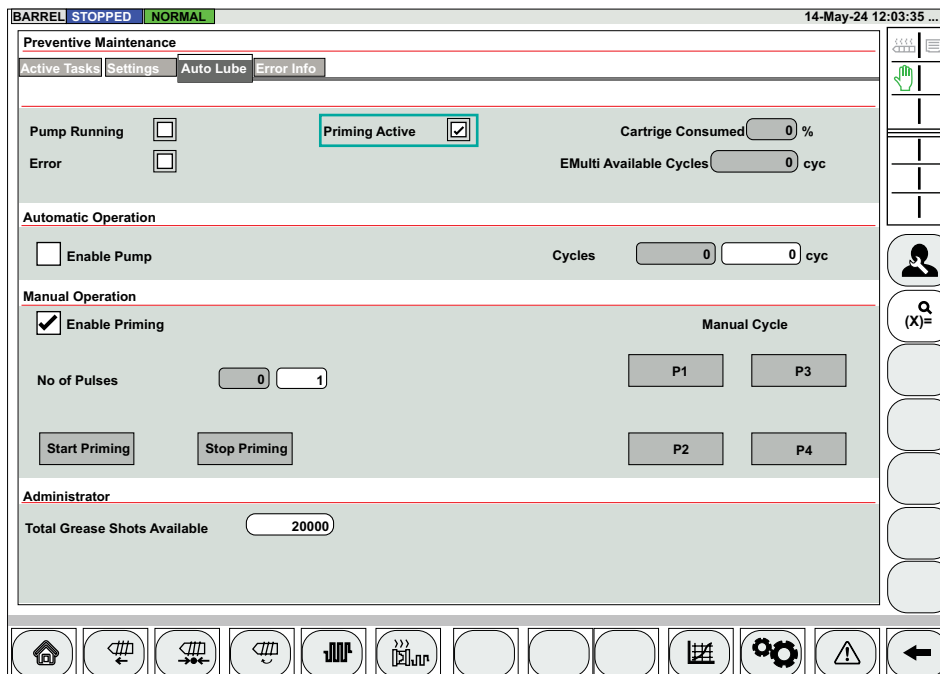 BARREL STOPPED NORMAL 14-May-24 12:03:35 ...
Preventive Maintenance
Active Tasks Settings Auto Lube Error Info
Pump Running Priming Active Cartrige Consumed 0 %
Error EMulti Available Cycles 0 cyc
Automatic Operation
Enable Pump Cycles 0 0 cyc
Manual Operation
Enable Priming Manual Cycle
(X)=
No of Pulses 0 1 P1 P3
Start Priming Stop Priming P2 P4
Administrator
Total Grease Shots Available 20000